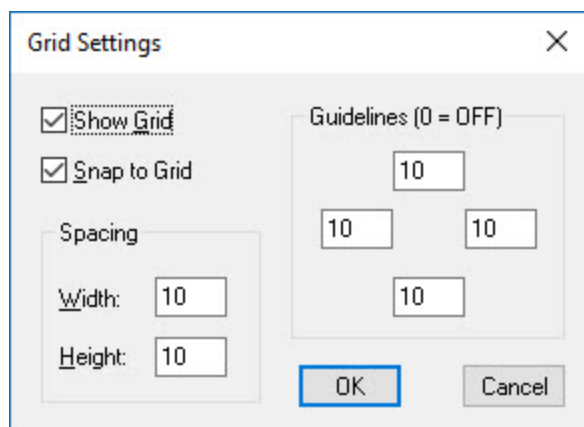 Grid Settings
Show Grid
Snap to Grid
Spacing
Width: 10
Height: 10
Guidelines (0 = OFF)
10
10 10
10
OK Cancel